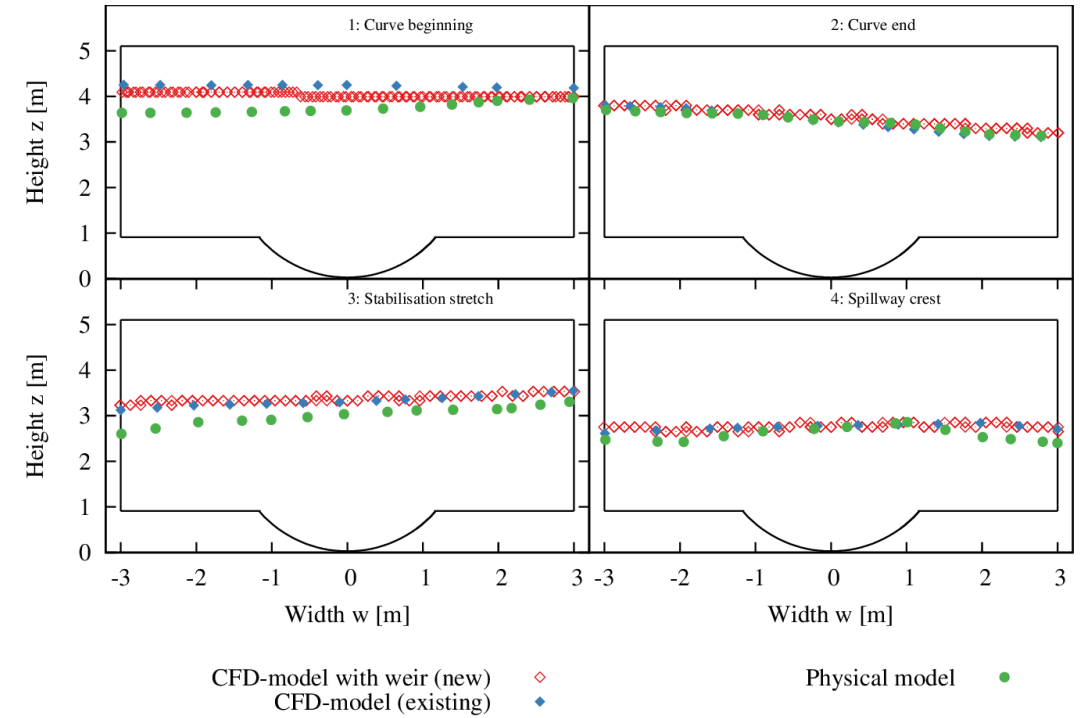 1: Curve beginning
2: Curve end
5
4
3
2
1
0
Height z [m]
3: Stabilisation stretch
4: Spillway crest
5
4
3
2
1
0
Height z [m]
-3 -2 -1 0 1 2 3
-3 -2 -1 0 1 2 3
Width w [m]
Width w [m]
CFD-model with weir (new)
CFD-model (existing)
Physical model